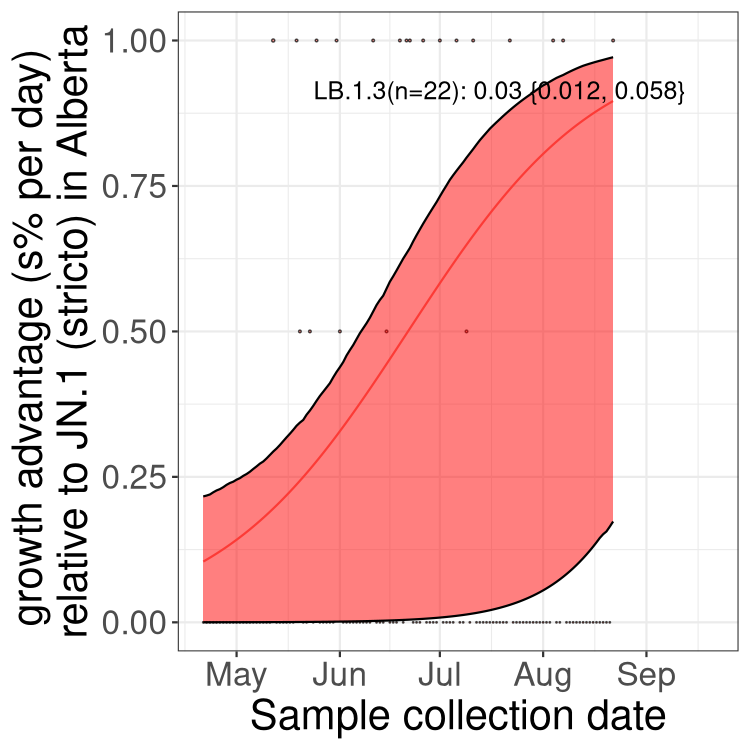 growth advantage (s% per day)
relative to JN.1 (stricto) in Alberta
1.00
0.75
0.50
0.25
0.00
LB.1.3(n=22): 0.03 {0.012, 0.058}
May Jun Jul Aug Sep
Sample collection date